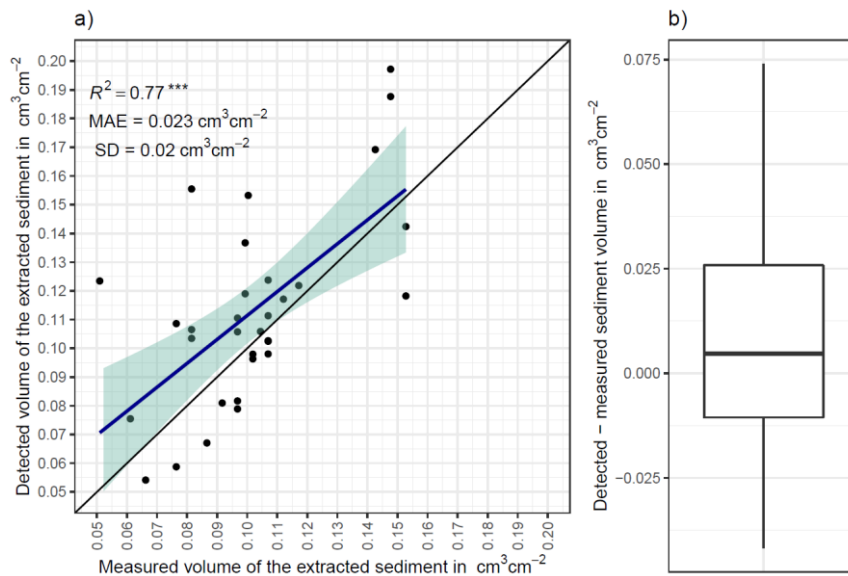 a)
Detected volume of the extracted sediment in cm³cm⁻²
0.20
0.19
0.18
0.17
0.16
0.15
0.14
0.13
0.12
0.11
0.10
0.09
0.08
0.07
0.06
0.05
R² = 0.77 ***
MAE = 0.023 cm³cm⁻²
SD = 0.02 cm³cm⁻²
0.05 0.06 0.07 0.08 0.09 0.10 0.11 0.12 0.13 0.14 0.15 0.16 0.17 0.18 0.19 0.20
Measured volume of the extracted sediment in cm³cm⁻²
b)
Detected − measured sediment volume in cm³cm⁻²
0.075
0.050
0.025
0.000
−0.025